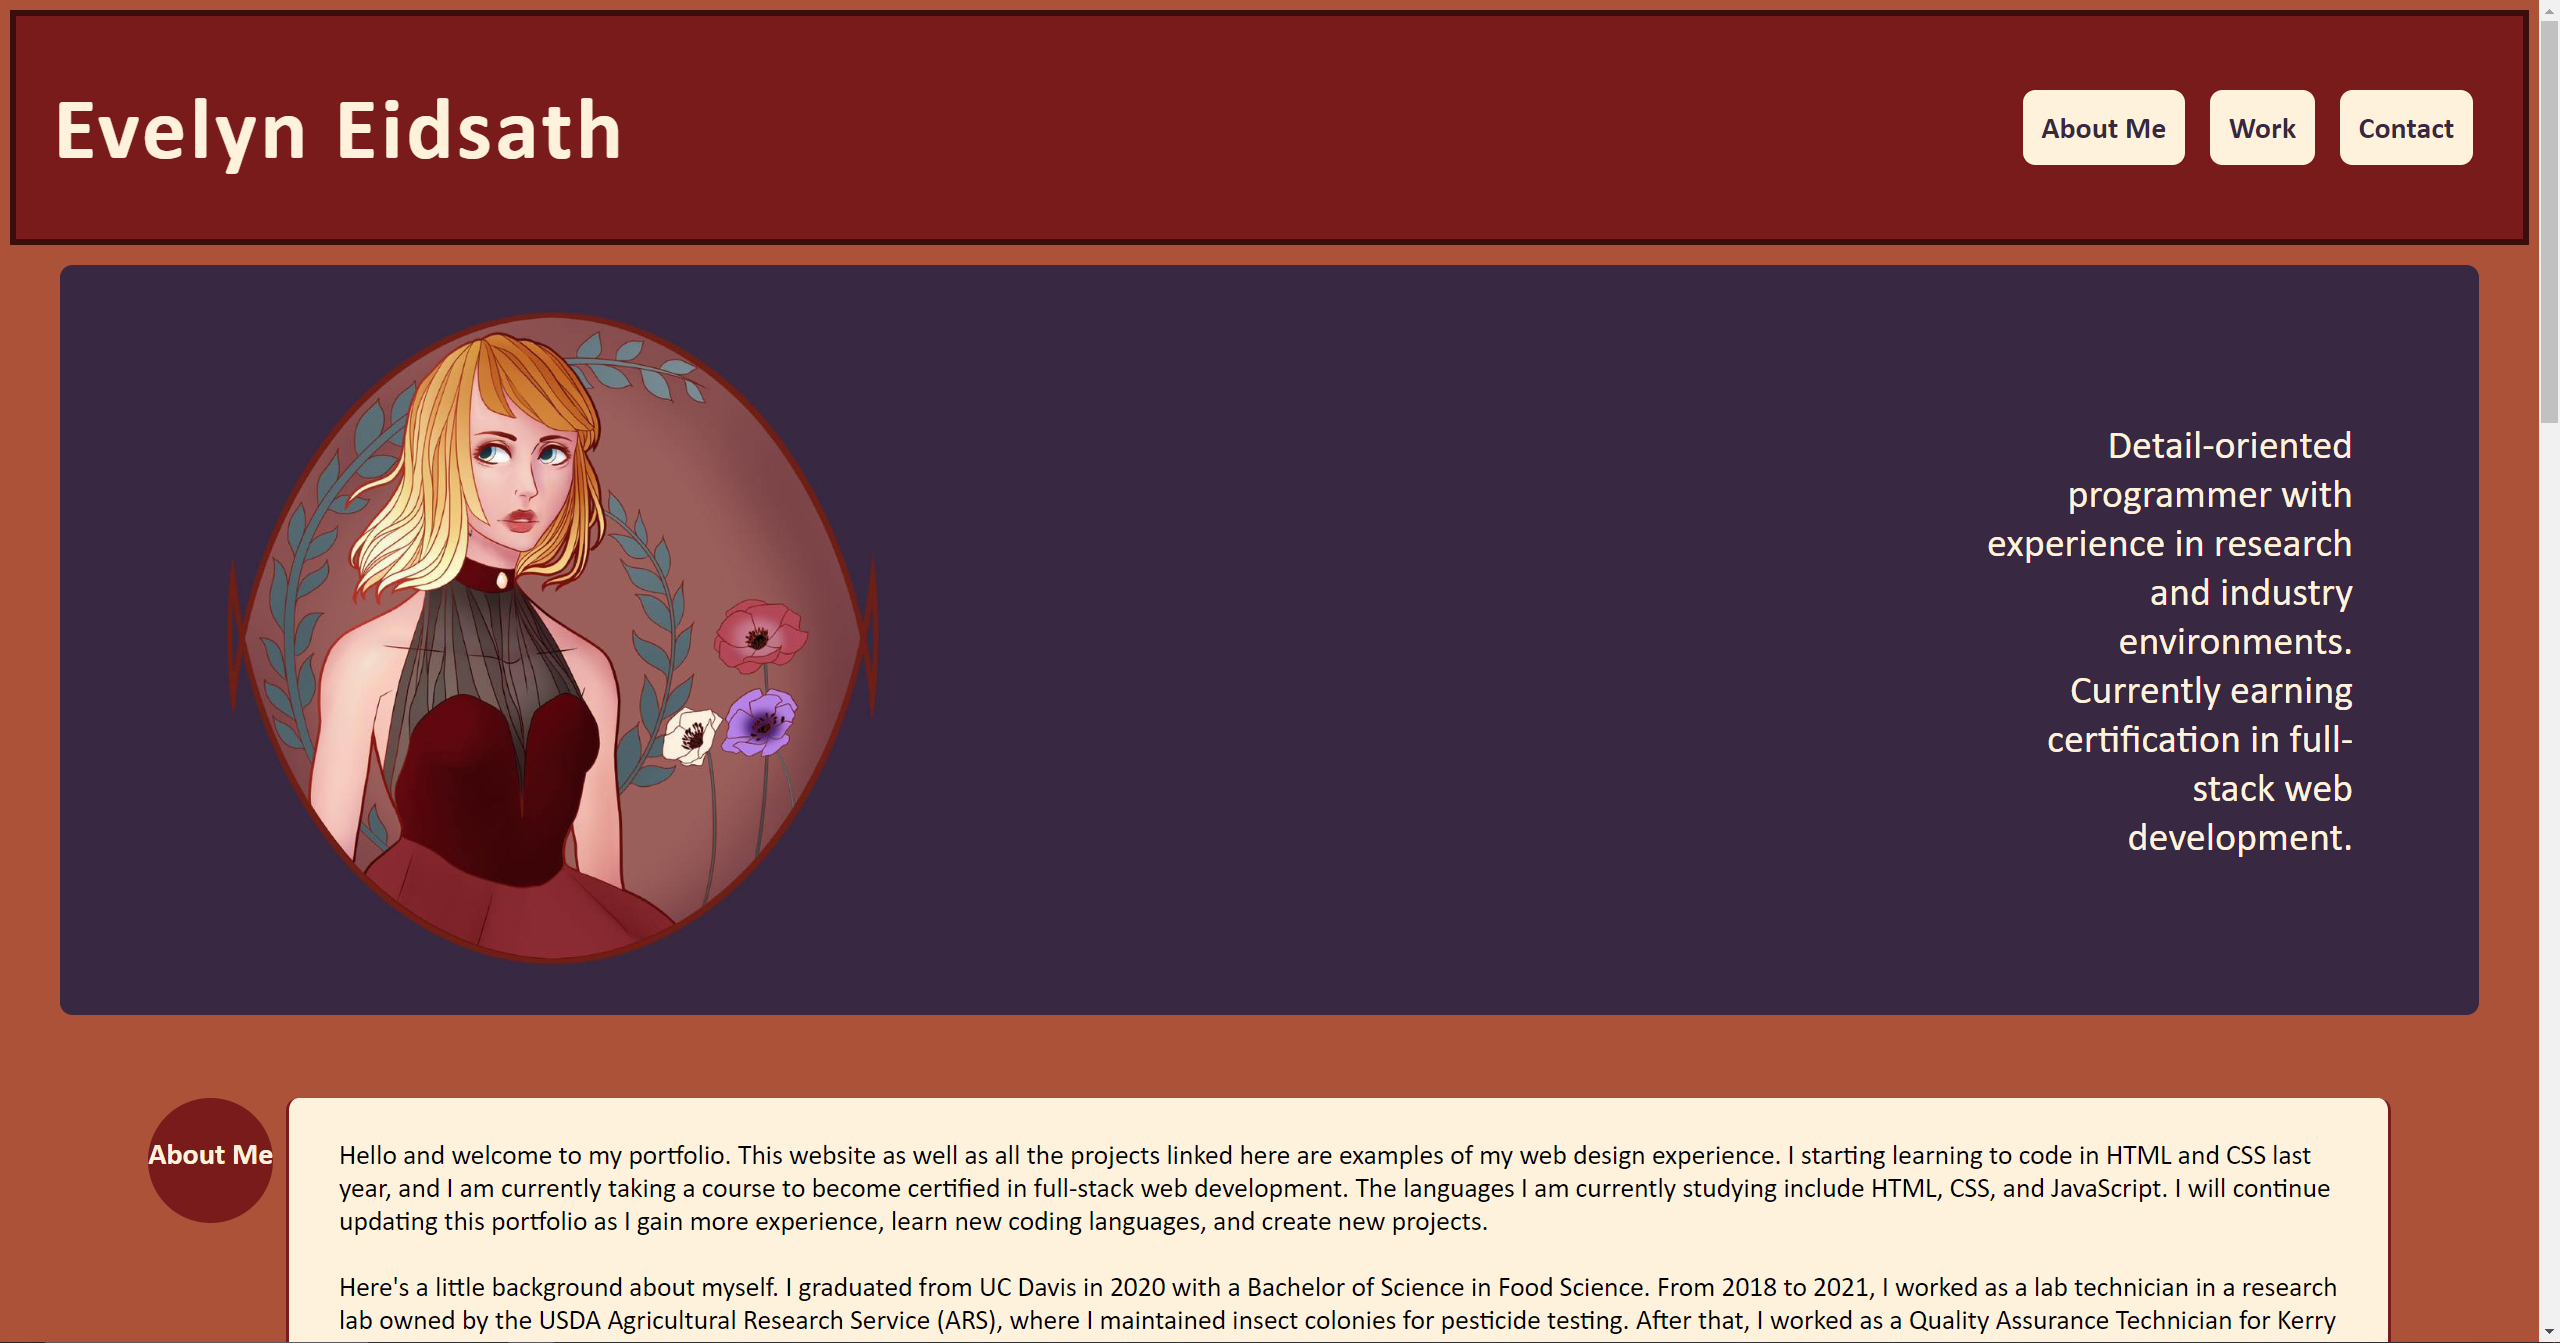 Evelyn Eidsath
About Me
Work
Contact
Detail-oriented
programmer with
experience in research
and industry
environments.
Currently earning
certification in full-
stack web
development.
About Me
Hello and welcome to my portfolio. This website as well as all the projects linked here are examples of my web design experience. I starting learning to code in HTML and CSS last
year, and I am currently taking a course to become certified in full-stack web development. The languages I am currently studying include HTML, CSS, and JavaScript. I will continue
updating this portfolio as I gain more experience, learn new coding languages, and create new projects.
Here's a little background about myself. I graduated from UC Davis in 2020 with a Bachelor of Science in Food Science. From 2018 to 2021, I worked as a lab technician in a research
lab owned by the USDA Agricultural Research Service (ARS), where I maintained insect colonies for pesticide testing. After that, I worked as a Quality Assurance Technician for Kerry